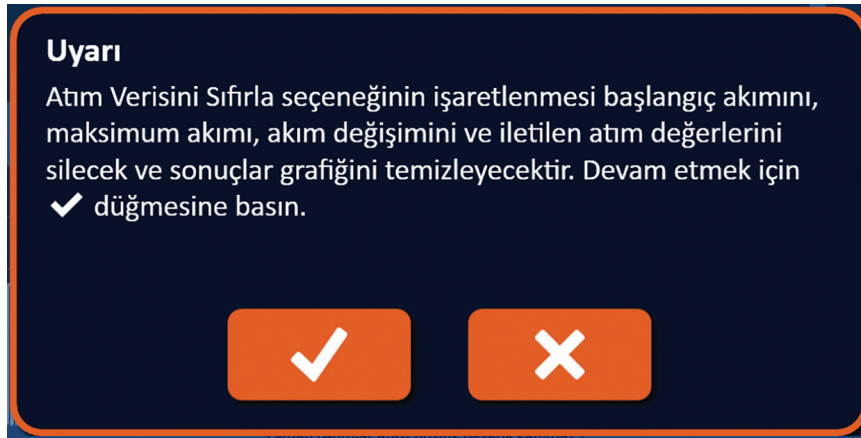 Uyarı
Atım Verisini Sıfırla seçeneğinin işaretlenmesi başlangıç akımını,
maksimum akımı, akım değişimini ve iletilen atım değerlerini
silecek ve sonuçlar grafiğini temizleyecektir. Devam etmek için
✔ düğmesine basın.